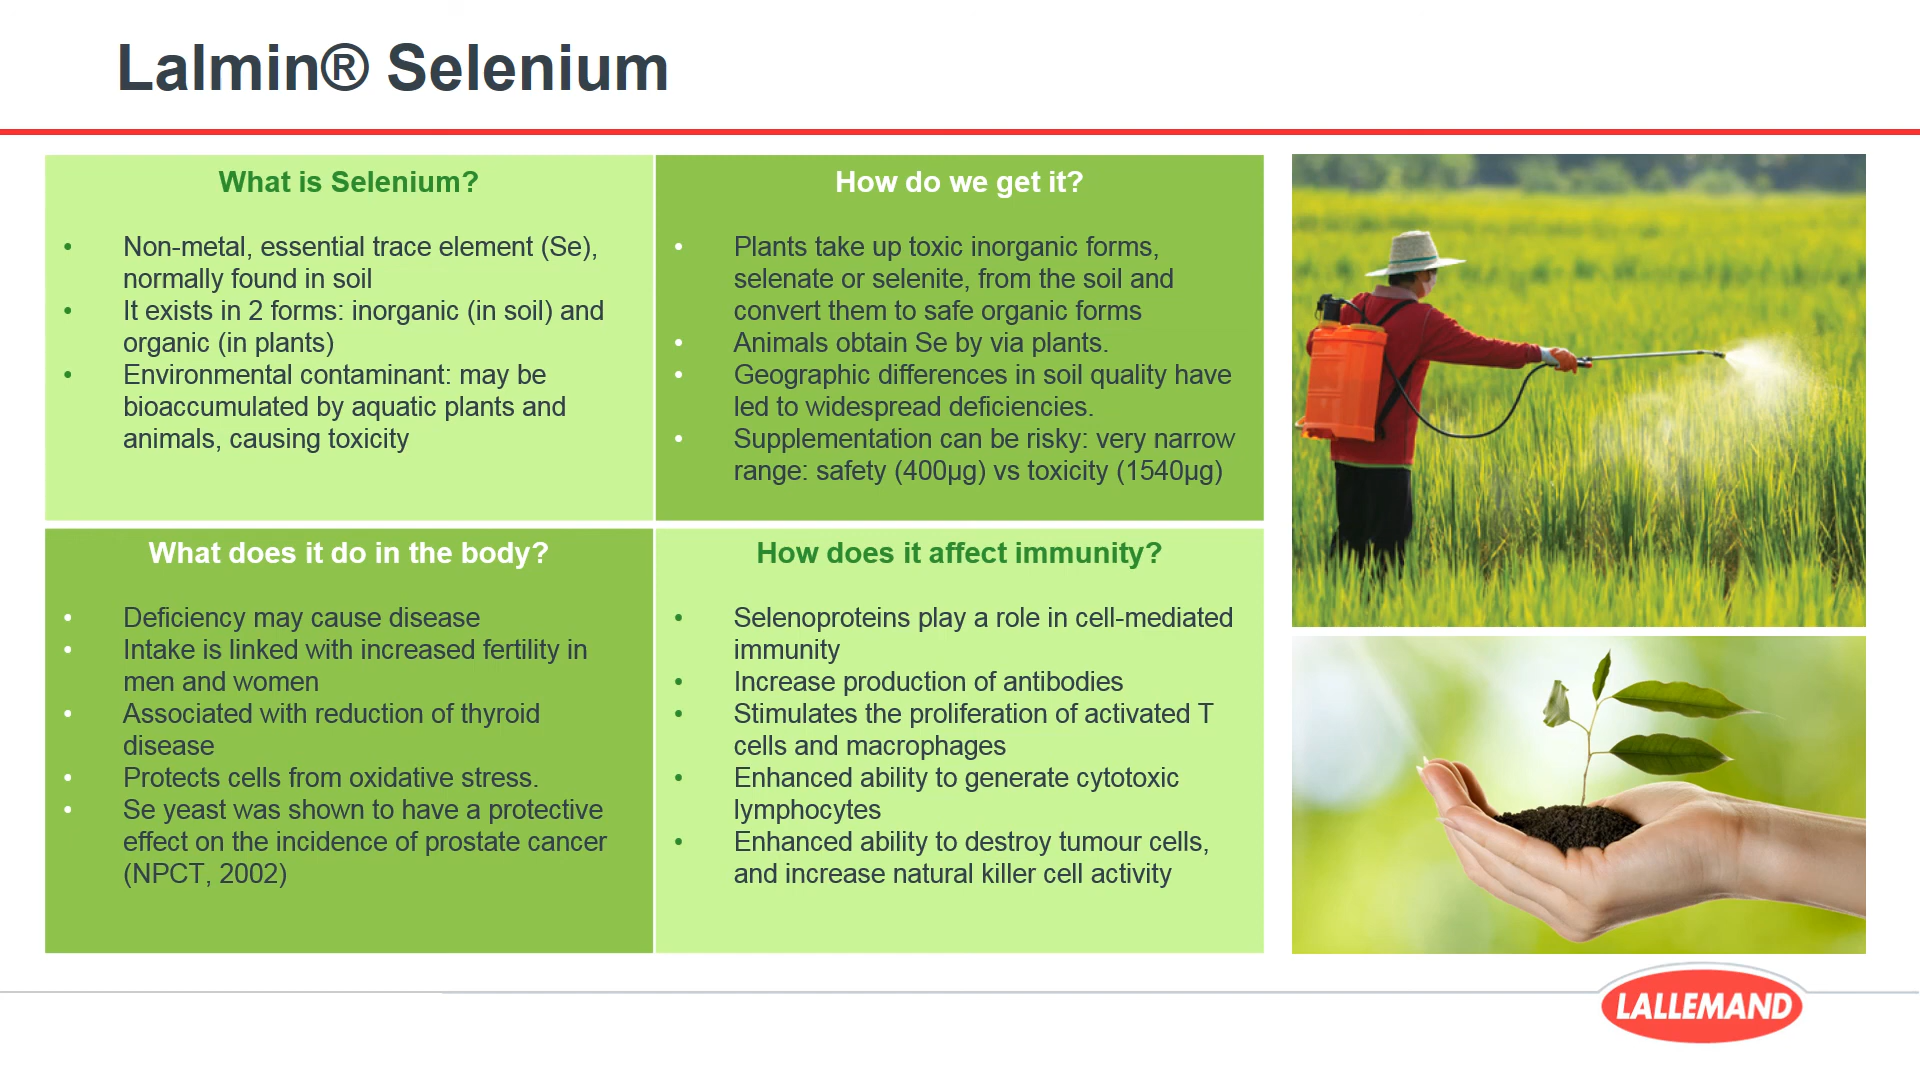 Lalmin® Selenium
What is Selenium?
• Non-metal, essential trace element (Se),
normally found in soil
• It exists in 2 forms: inorganic (in soil) and
organic (in plants)
• Environmental contaminant: may be
bioaccumulated by aquatic plants and
animals, causing toxicity
How do we get it?
• Plants take up toxic inorganic forms,
selenate or selenite, from the soil and
convert them to safe organic forms
• Animals obtain Se by via plants.
• Geographic differences in soil quality have
led to widespread deficiencies.
• Supplementation can be risky: very narrow
range: safety (400µg) vs toxicity (1540µg)
What does it do in the body?
• Deficiency may cause disease
• Intake is linked with increased fertility in
men and women
• Associated with reduction of thyroid
disease
• Protects cells from oxidative stress.
• Se yeast was shown to have a protective
effect on the incidence of prostate cancer
(NPCT, 2002)
How does it affect immunity?
• Selenoproteins play a role in cell-mediated
immunity
• Increase production of antibodies
• Stimulates the proliferation of activated T
cells and macrophages
• Enhanced ability to generate cytotoxic
lymphocytes
• Enhanced ability to destroy tumour cells,
and increase natural killer cell activity
LALLEMAND